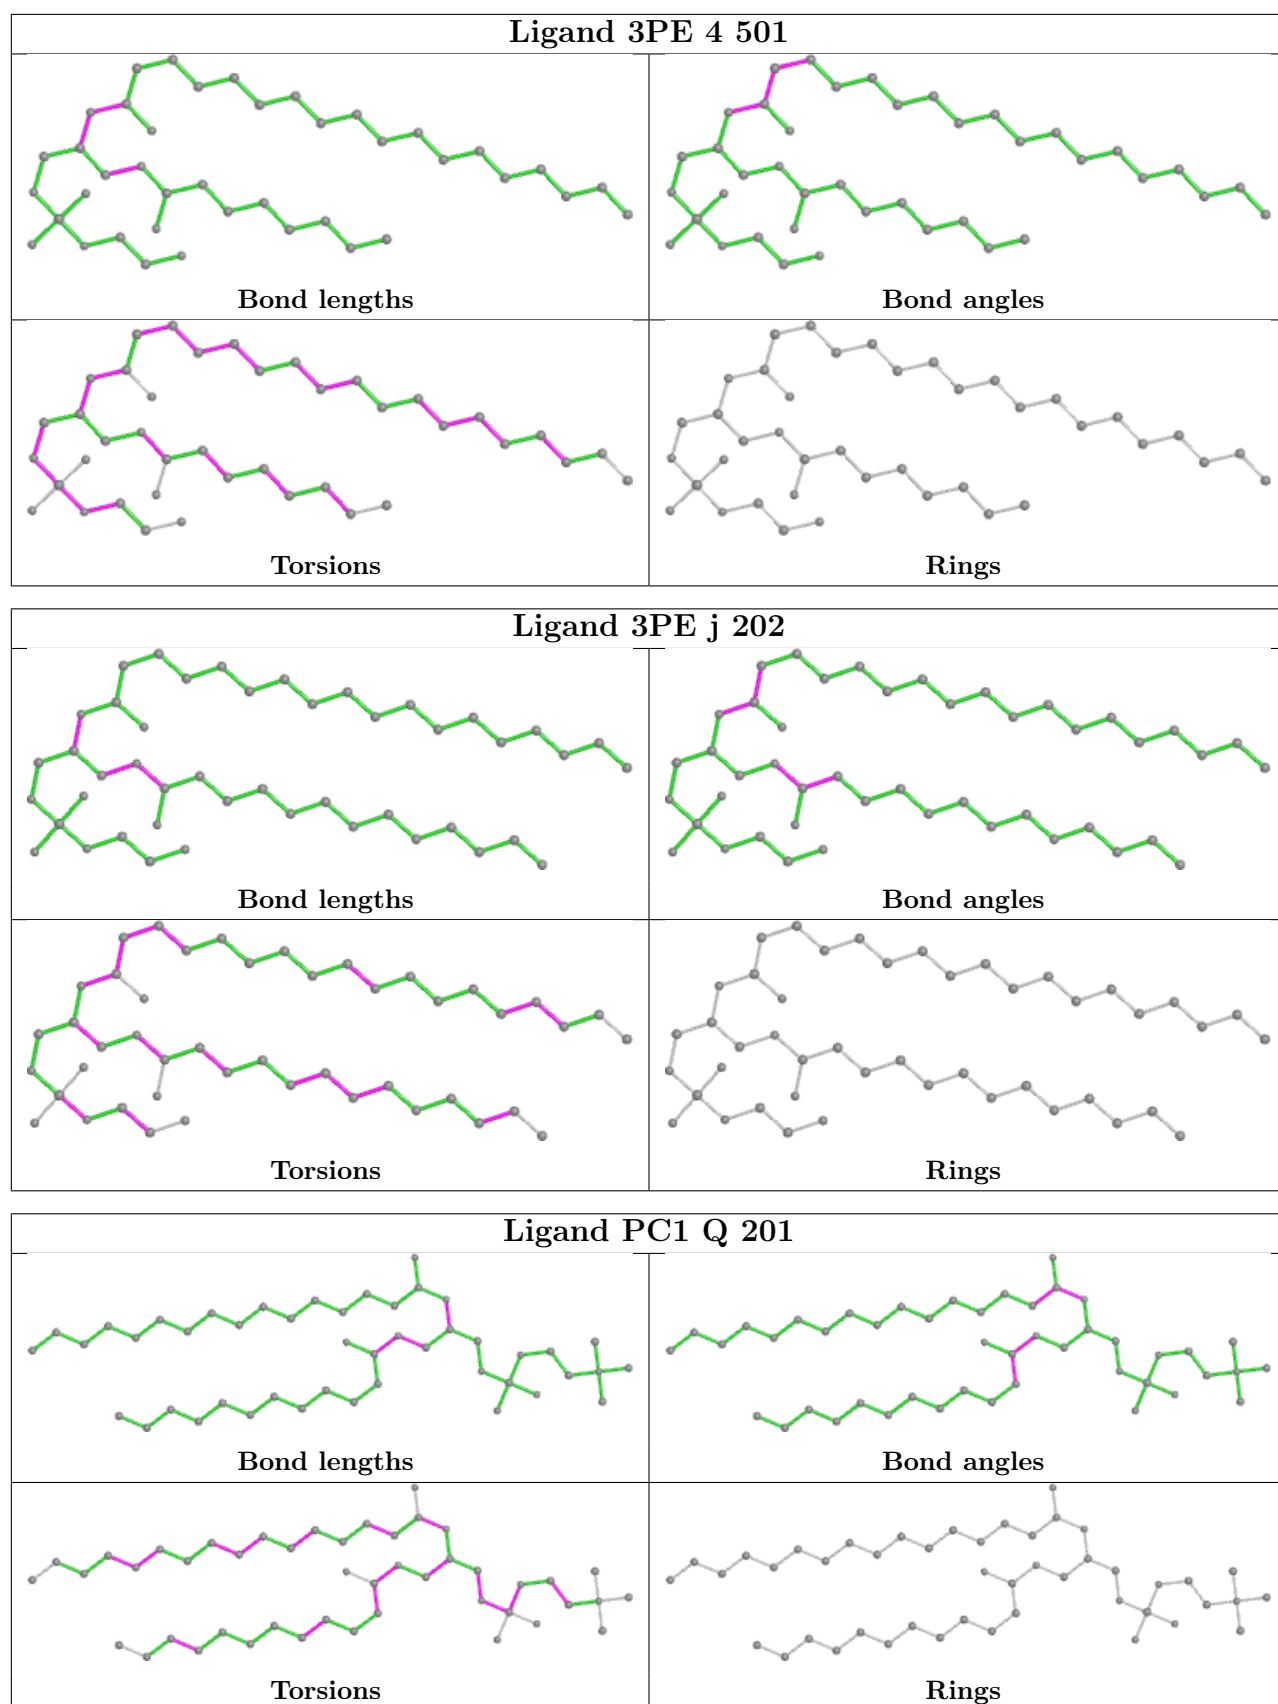 Ligand 3PE 4 501
Bond lengths
Bond angles
Torsions
Rings
Ligand 3PE j 202
Bond lengths
Bond angles
Torsions
Rings
Ligand PC1 Q 201
Bond lengths
Bond angles
Torsions
Rings